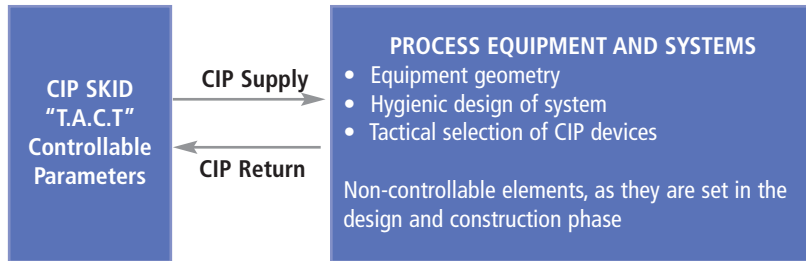 CIP SKID
"T.A.C.T"
Controllable
Parameters
CIP Supply
CIP Return
PROCESS EQUIPMENT AND SYSTEMS
• Equipment geometry
• Hygienic design of system
• Tactical selection of CIP devices
Non-controllable elements, as they are set in the
design and construction phase